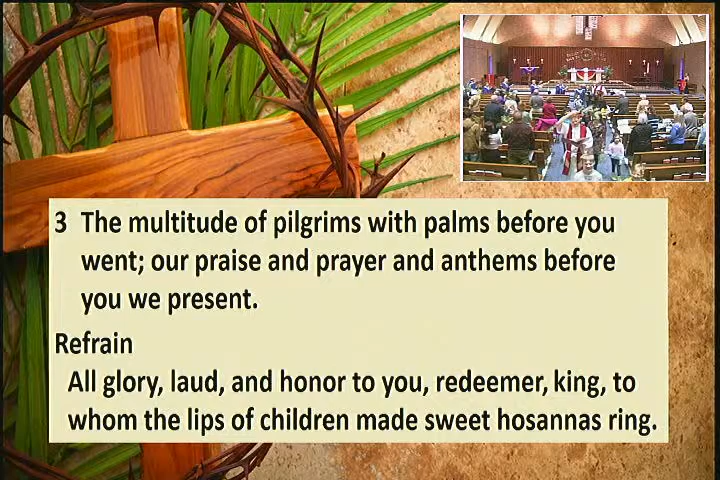 3 The multitude of pilgrims with palms before you
went; our praise and prayer and anthems before
you we present.
Refrain
All glory, laud, and honor to you, redeemer, king, to
whom the lips of children made sweet hosannas ring.